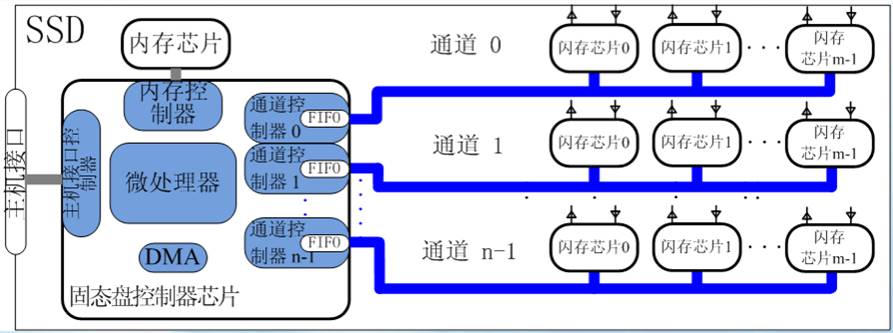 SSD
内存芯片
主机接口
主机接口控
制器
内存控
制器
微处理器
DMA
固态盘控制器芯片
通道控
制器 0
FIFO
通道控
制器 1
FIFO
通道控
制器 n-1
FIFO
通道 0
闪存芯片0
闪存芯片1
···
闪存
芯片m-1
通道 1
闪存芯片0
闪存芯片1
···
闪存
芯片m-1
通道 n-1
闪存芯片0
闪存芯片1
···
闪存
芯片m-1